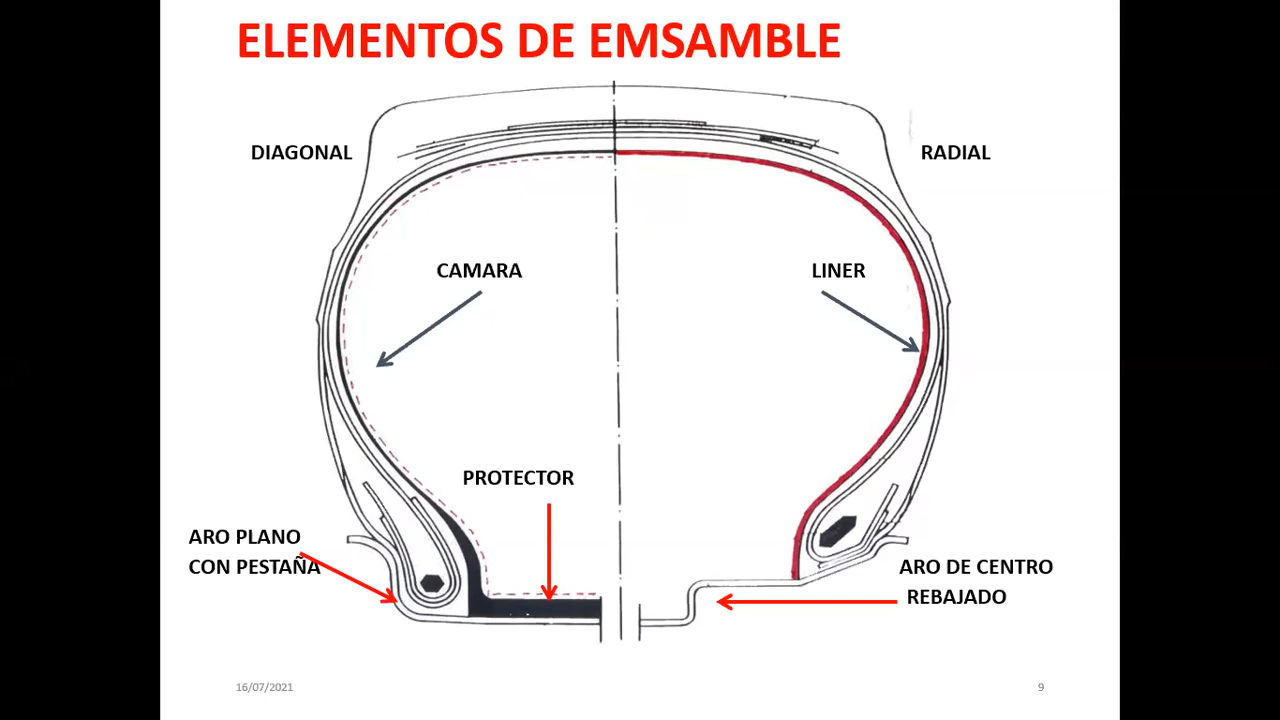 ELEMENTOS DE EMSAMBLE
DIAGONAL
RADIAL
CAMARA
LINER
PROTECTOR
ARO PLANO
CON PESTAÑA
ARO DE CENTRO
REBAJADO
16/07/2021
9